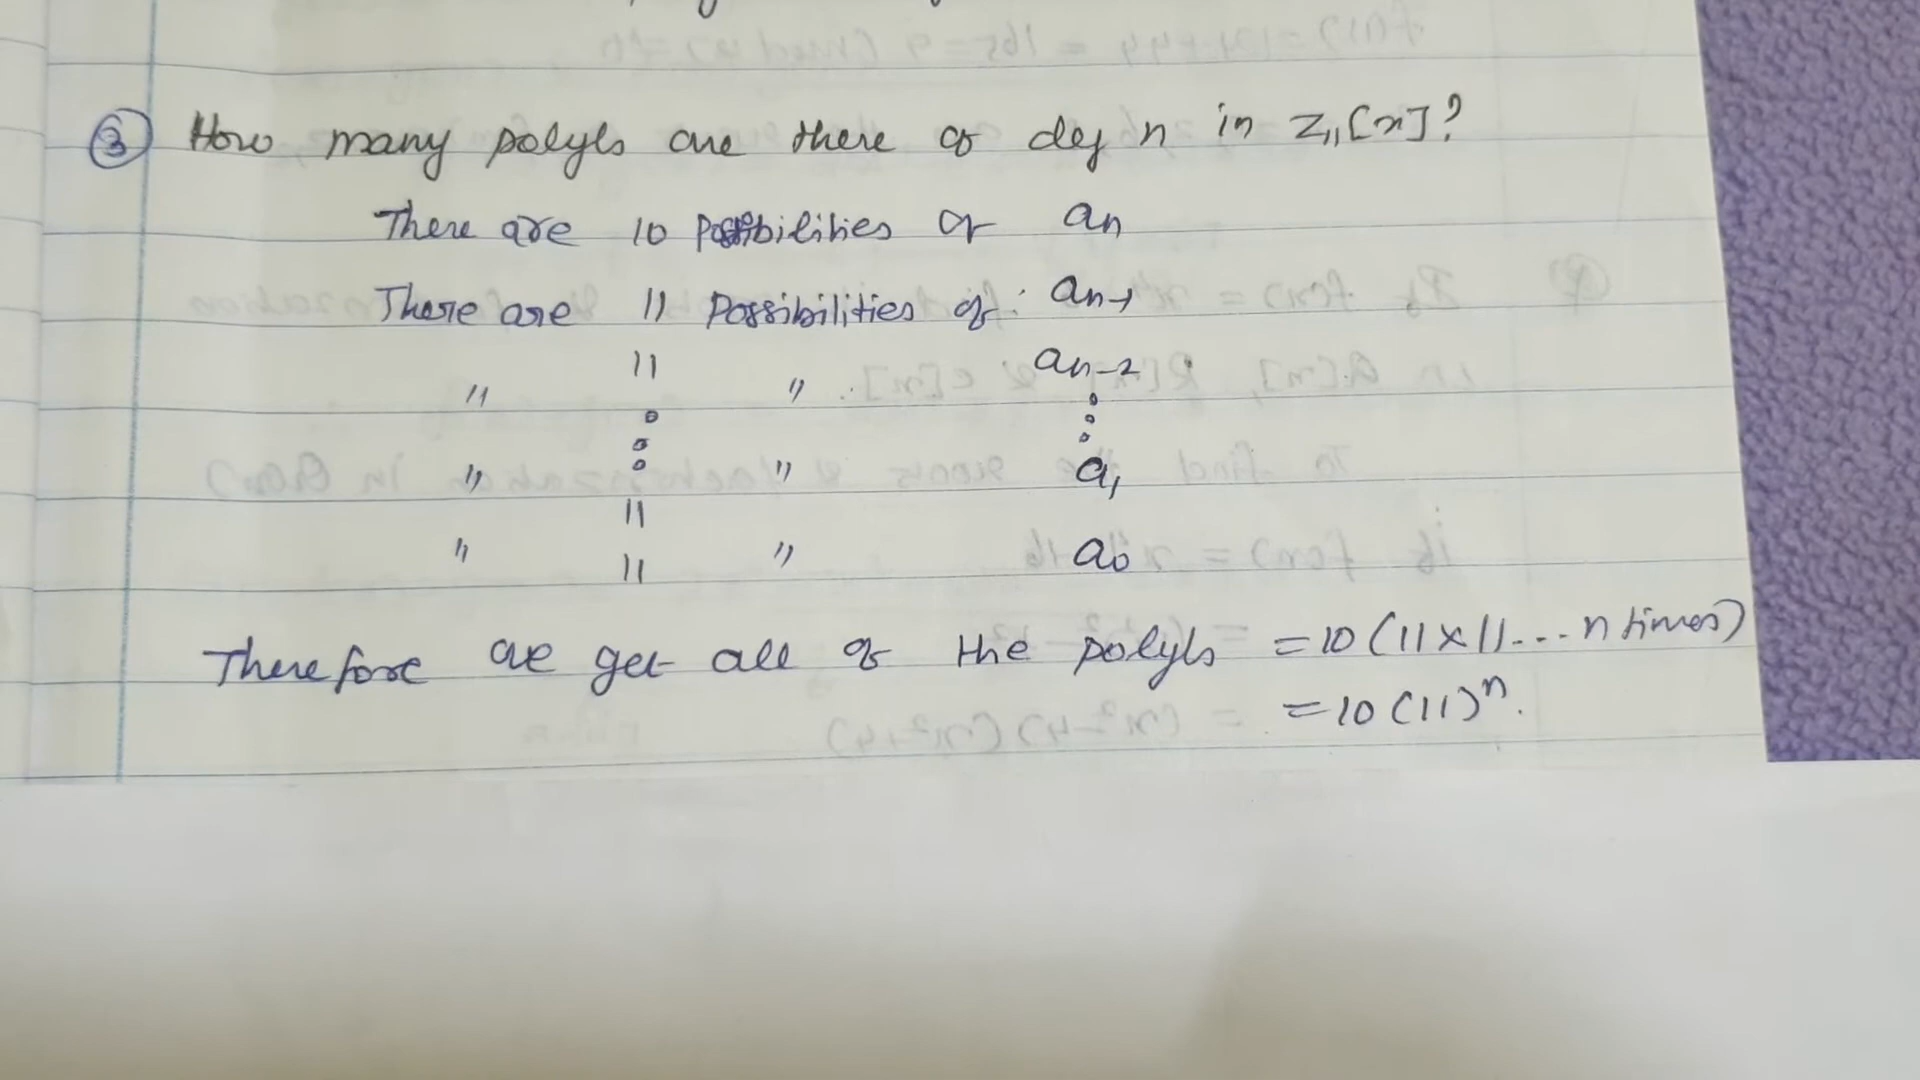 ③ How many polyls are there of deg n in Z₁₁[x]?
There are 10 possibilities of aₙ
There are 11 Possibilities of aₙ₋₁
" 11 " aₙ₋₂
" 11 " a₁
" 11 " a₀
Therefore we get all of the polyls = 10 (11 x 11 ... n times)
= 10 (11)ⁿ.